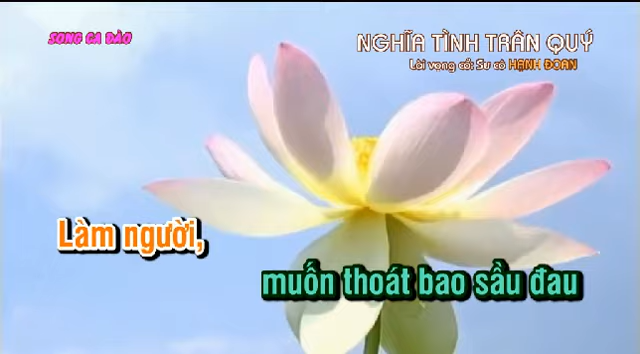 SONG CA ĐÀO
NGHĨA TÌNH TRÂN QUÝ
Lời vọng cổ: Sư cô HẠNH ĐOAN
Làm người,
muốn thoát bao sầu đau